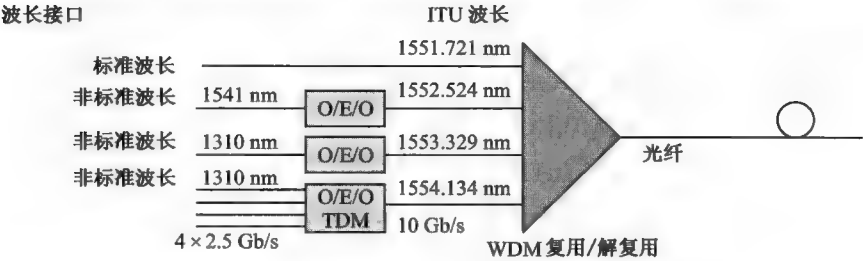 波长接口 ITU 波长
标准波长 1551.721 nm
非标准波长 1541 nm O/E/O 1552.524 nm
非标准波长 1310 nm O/E/O 1553.329 nm
光纤
非标准波长 1310 nm O/E/O 1554.134 nm
TDM 10 Gb/s
4 × 2.5 Gb/s
WDM 复用/解复用